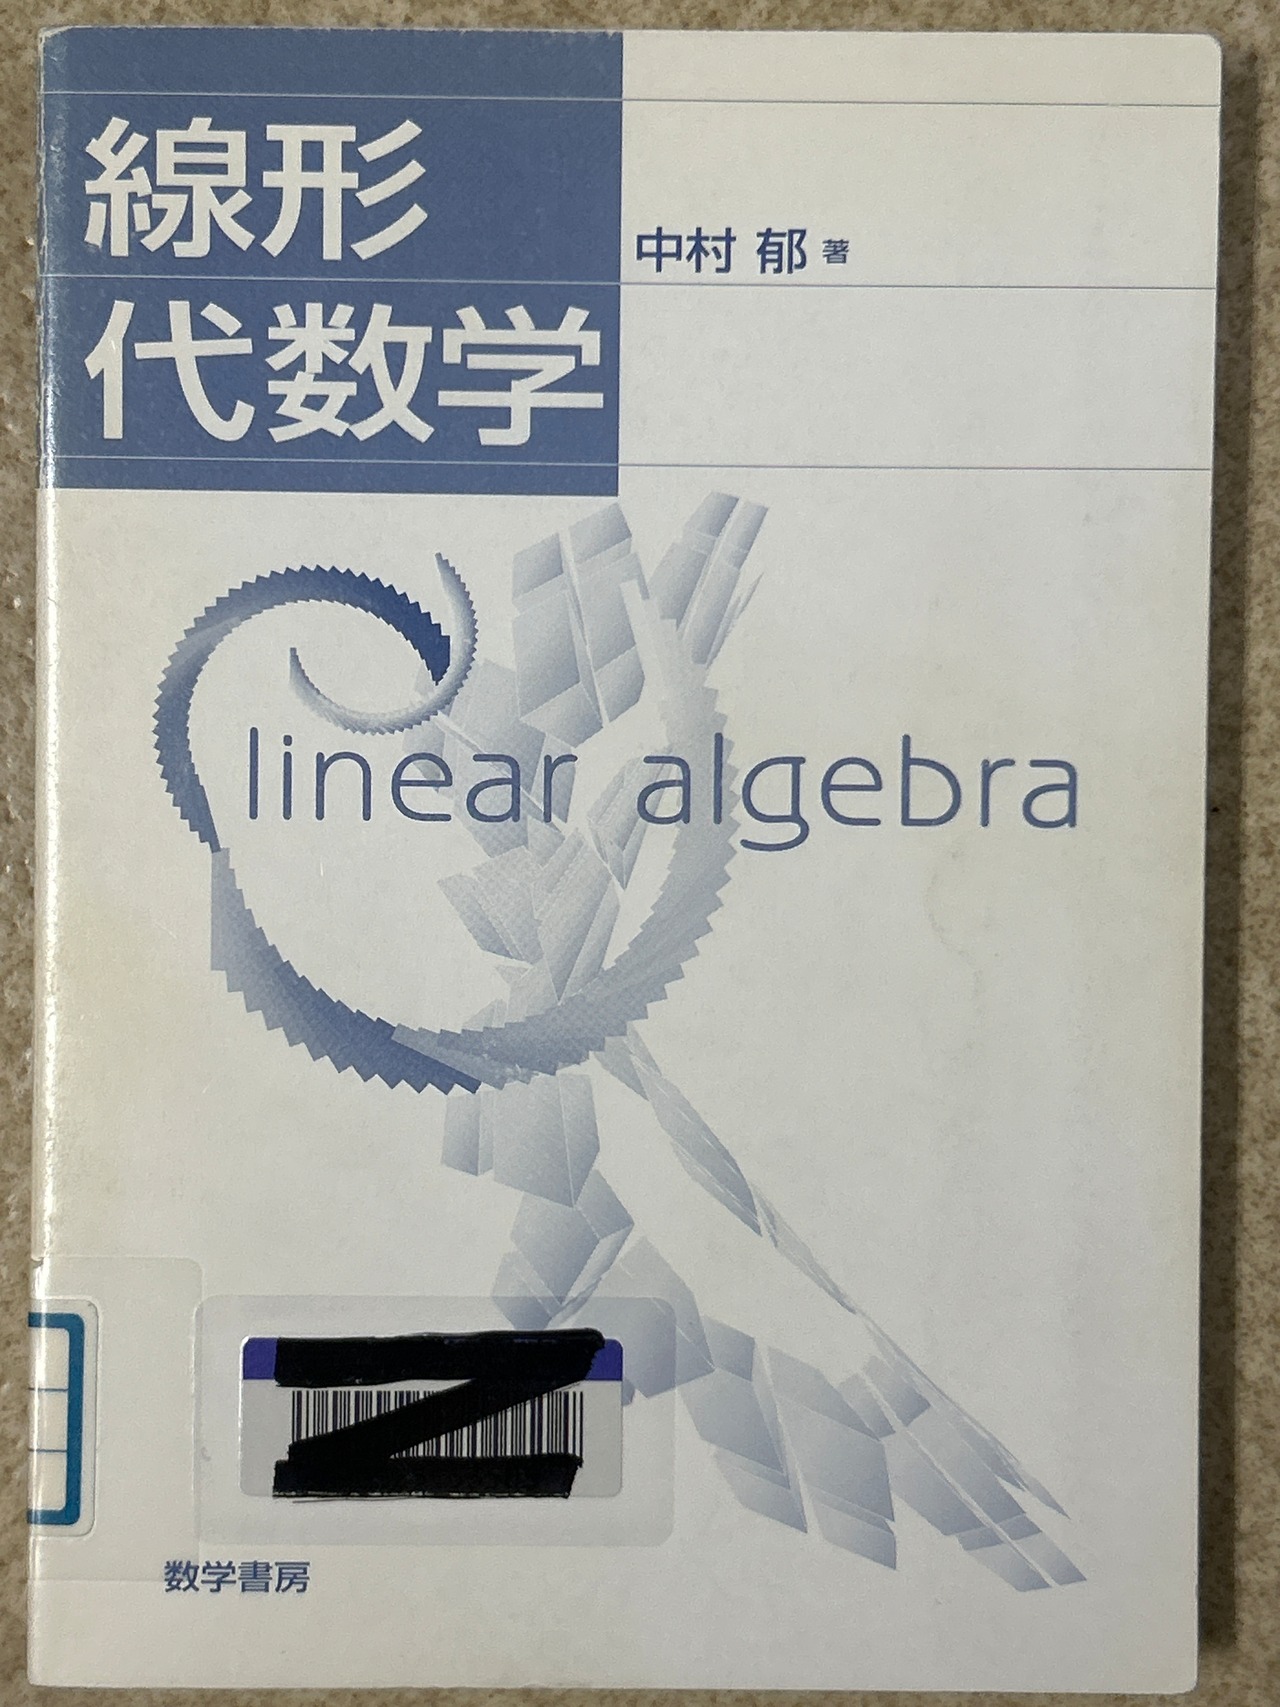 線形
代数学
中村 郁 著
linear algebra
数学書房